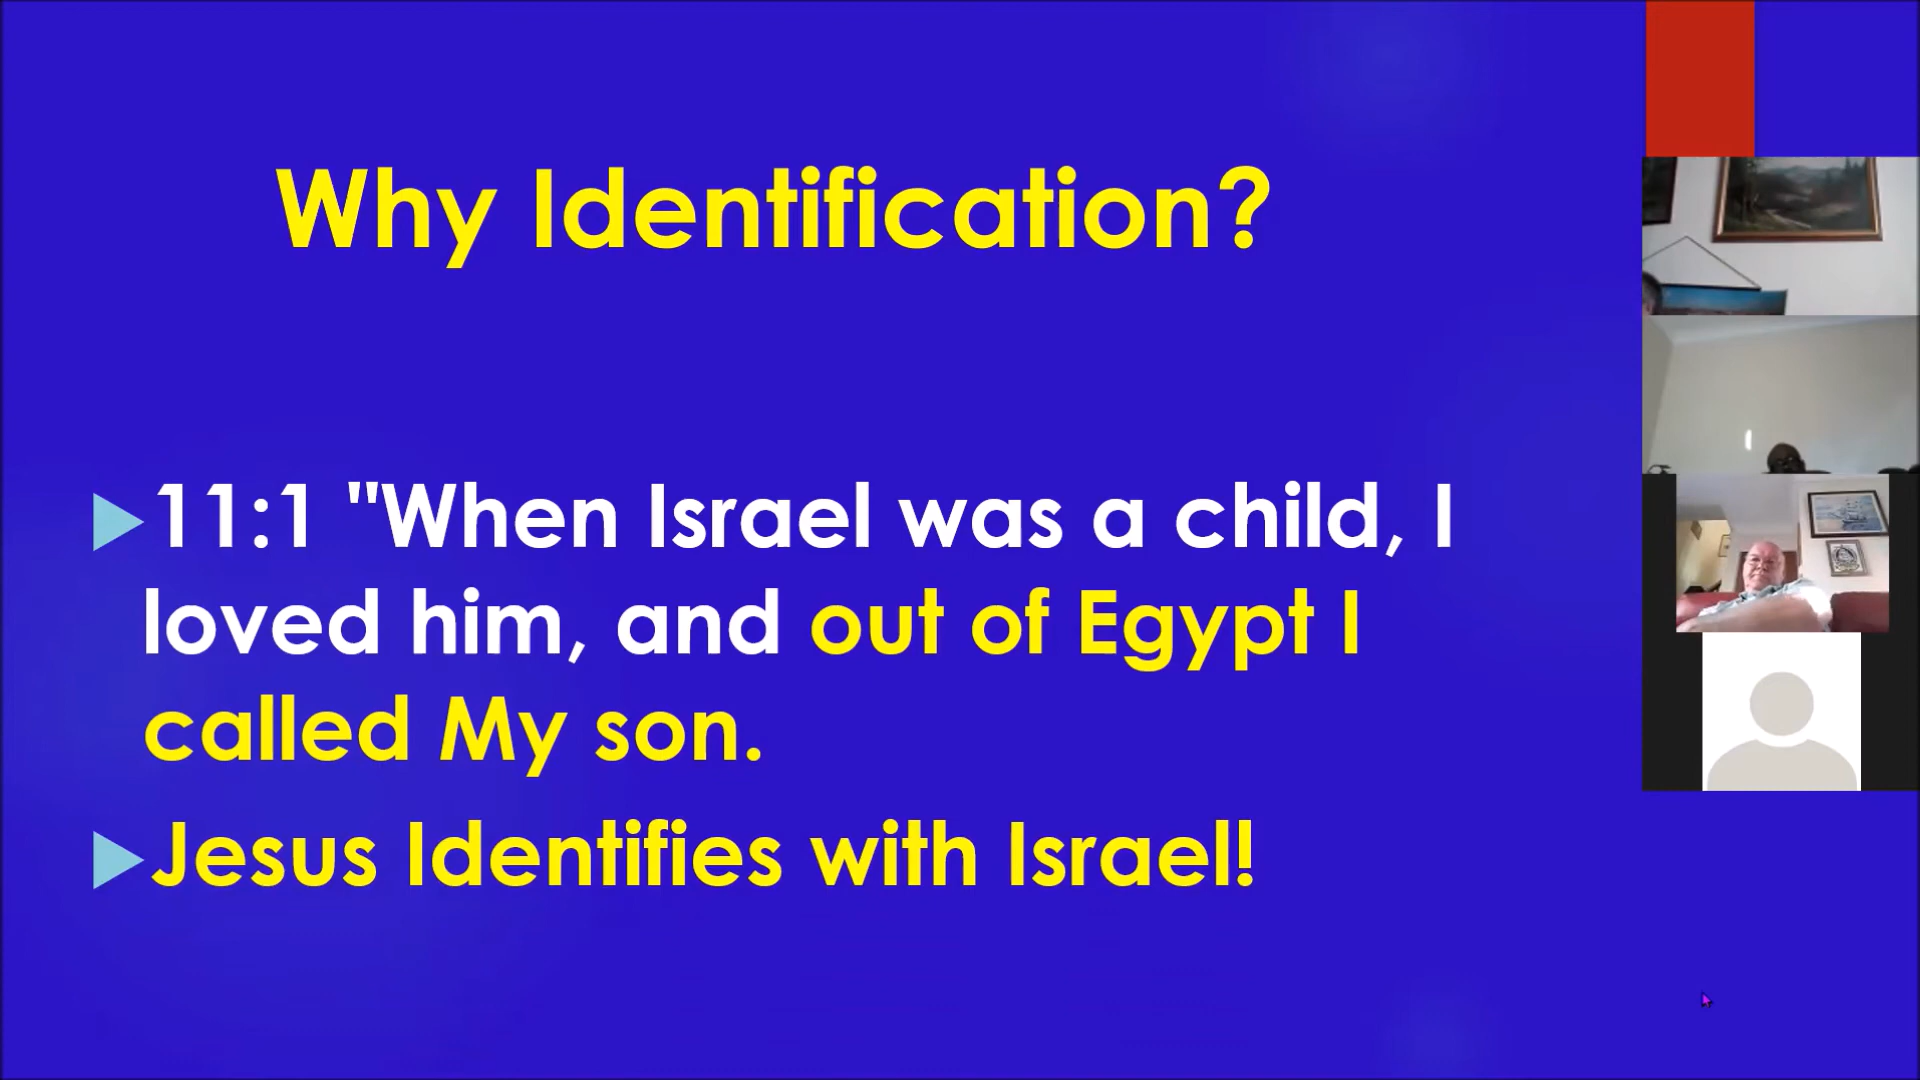 Why Identification?
11:1 "When Israel was a child, I
loved him, and out of Egypt I
called My son.
Jesus Identifies with Israel!